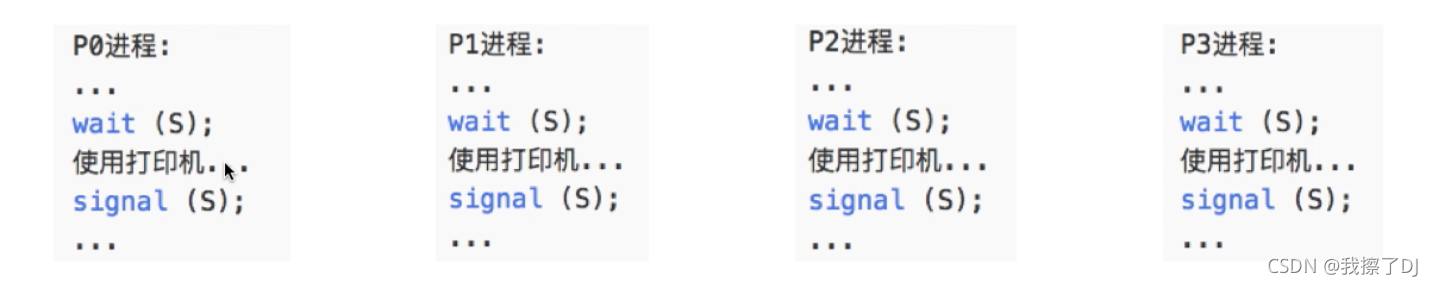 P0进程:
...
wait (S);
使用打印机...
signal (S);
...
P1进程:
...
wait (S);
使用打印机...
signal (S);
...
P2进程:
...
wait (S);
使用打印机...
signal (S);
...
P3进程:
...
wait (S);
使用打印机...
signal (S);
...
CSDN @我擦了DJ